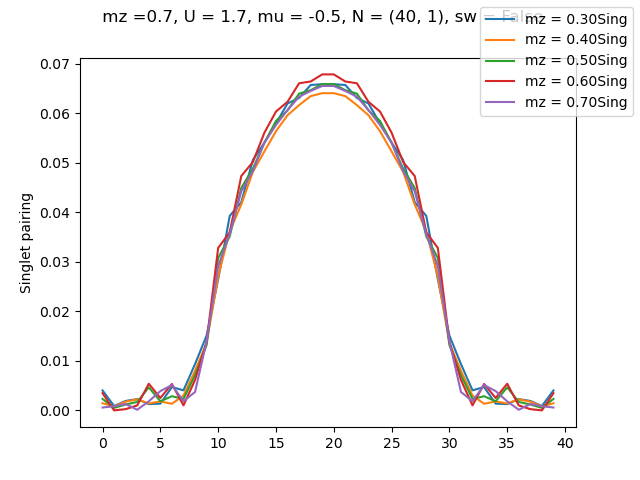 mz =0.7, U = 1.7, mu = -0.5, N = (40, 1), sw = False
mz = 0.30Sing
mz = 0.40Sing
mz = 0.50Sing
mz = 0.60Sing
mz = 0.70Sing
Singlet pairing
0.07
0.06
0.05
0.04
0.03
0.02
0.01
0.00
0 5 10 15 20 25 30 35 40